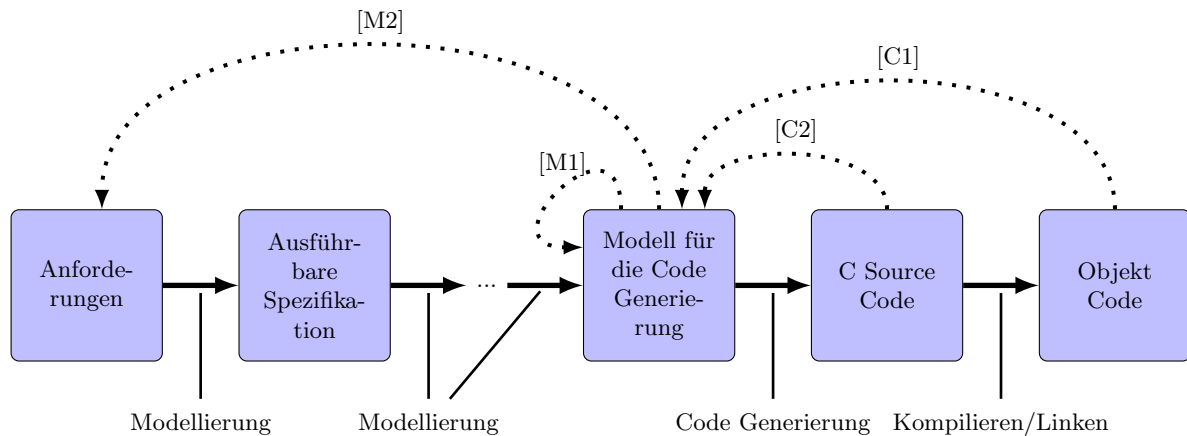 [M2]
[C1]
[C2]
[M1]
Anforde-
rungen
Ausführ-
bare
Spezifika-
tion
...
Modell für
die Code
Generie-
rung
C Source
Code
Objekt
Code
Modellierung
Modellierung
Code Generierung
Kompilieren/Linken